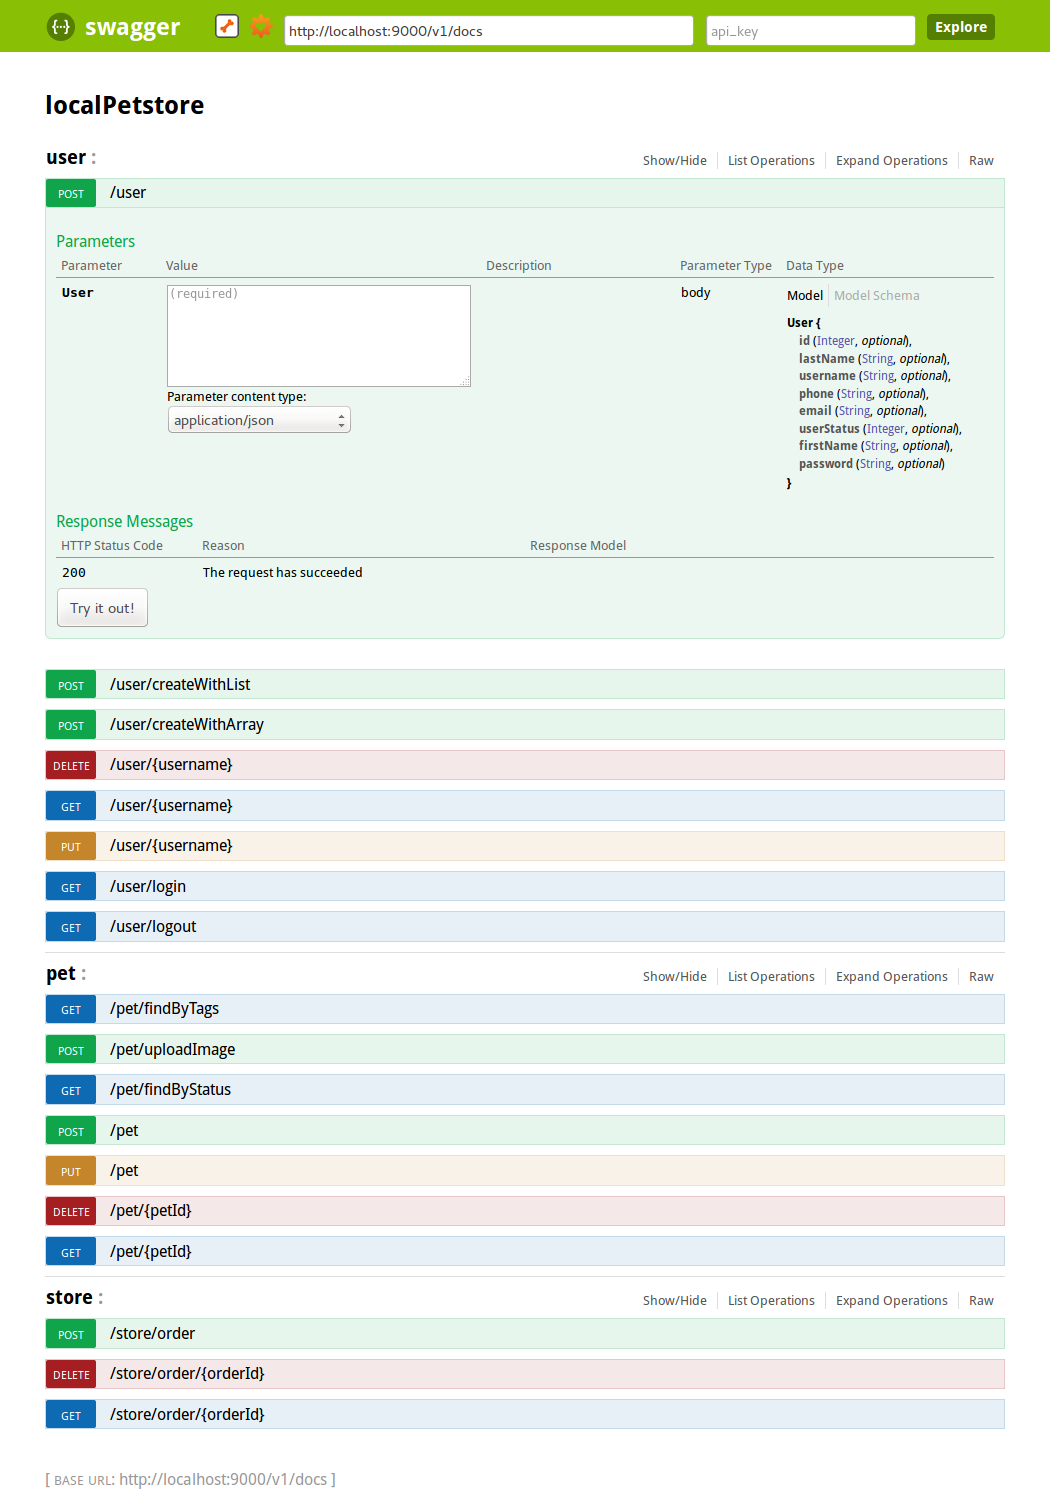 {··} swagger http://localhost:9000/v1/docs api_key Explore
localPetstore
user : Show/Hide List Operations Expand Operations Raw
POST /user
Parameters
Parameter Value Description Parameter Type Data Type
User (required) body Model Model Schema
User {
id (Integer, optional),
lastName (String, optional),
username (String, optional),
phone (String, optional),
email (String, optional),
userStatus (Integer, optional),
firstName (String, optional),
password (String, optional)
}
Parameter content type:
application/json
Response Messages
HTTP Status Code Reason Response Model
200 The request has succeeded
Try it out!
POST /user/createWithList
POST /user/createWithArray
DELETE /user/{username}
GET /user/{username}
PUT /user/{username}
GET /user/login
GET /user/logout
pet : Show/Hide List Operations Expand Operations Raw
GET /pet/findByTags
POST /pet/uploadImage
GET /pet/findByStatus
POST /pet
PUT /pet
DELETE /pet/{petId}
GET /pet/{petId}
store : Show/Hide List Operations Expand Operations Raw
POST /store/order
DELETE /store/order/{orderId}
GET /store/order/{orderId}
[ BASE URL: http://localhost:9000/v1/docs ]